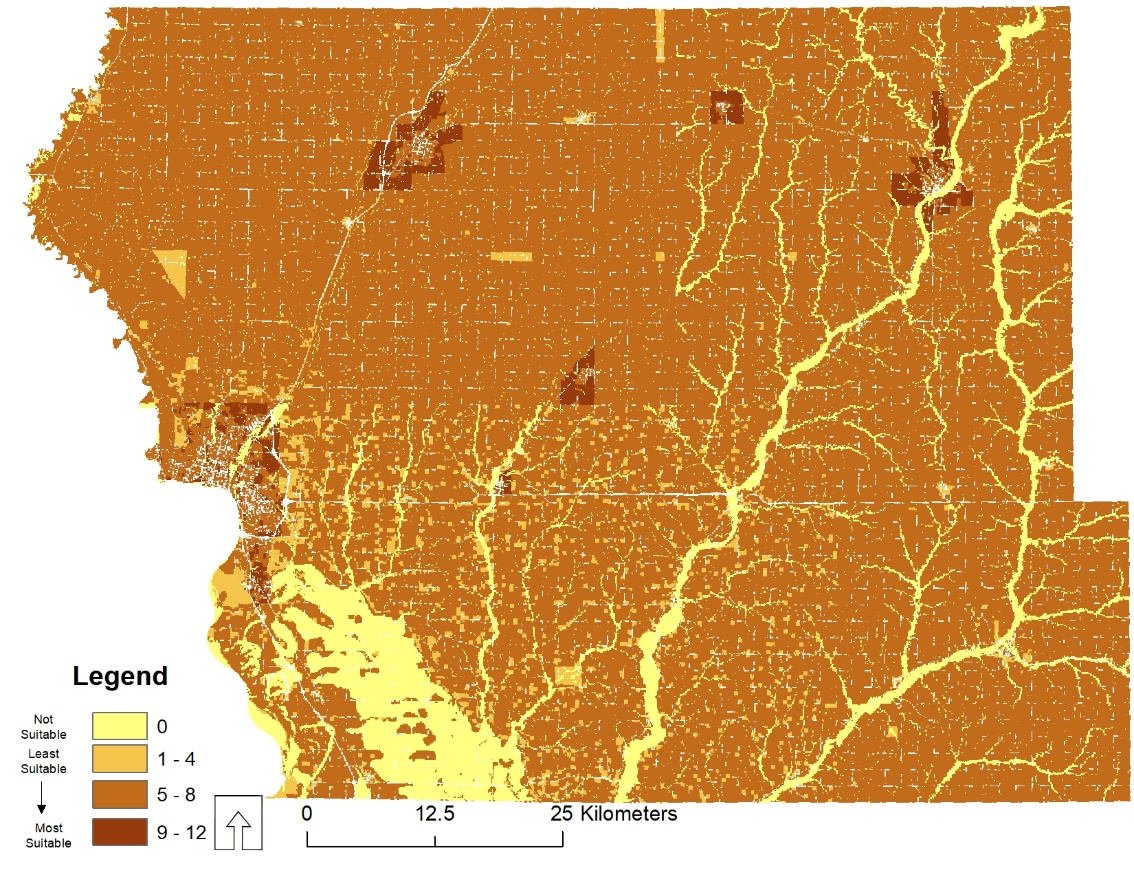 Legend
Not
Suitable
0
Least
Suitable
1 - 4
5 - 8
Most
Suitable
9 - 12
0 12.5 25 Kilometers